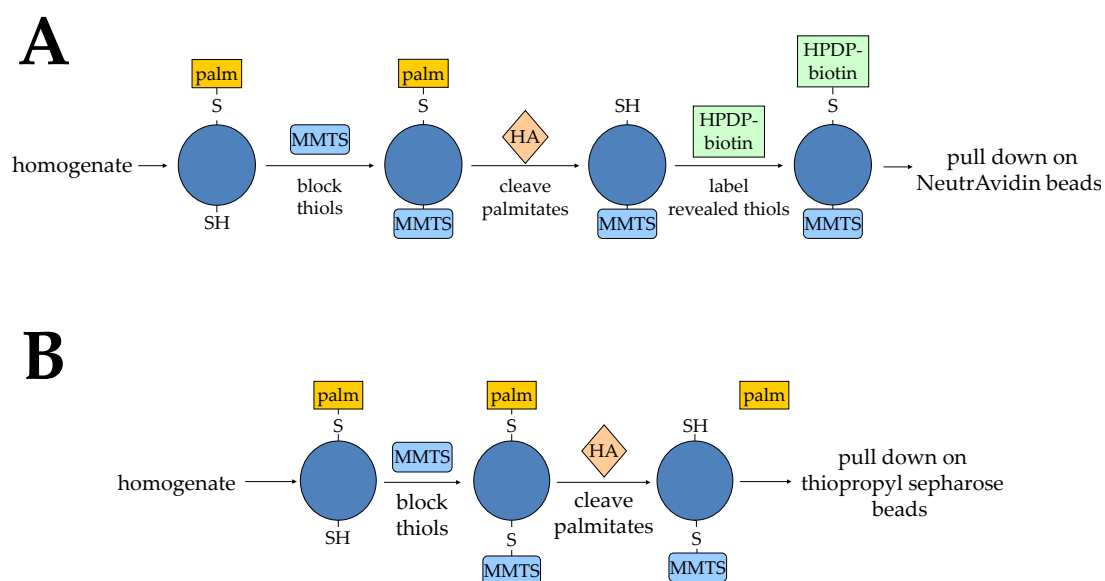 A
palm
S
SH
homogenate
MMTS
block
thiols
palm
S
MMTS
HA
cleave
palmitates
SH
MMTS
HPDP-
biotin
label
revealed thiols
HPDP-
biotin
S
MMTS
pull down on
NeutrAvidin beads
B
homogenate
palm
S
SH
MMTS
block
thiols
palm
S
S
MMTS
HA
cleave
palmitates
palm
SH
S
MMTS
pull down on
thiopropyl sepharose
beads